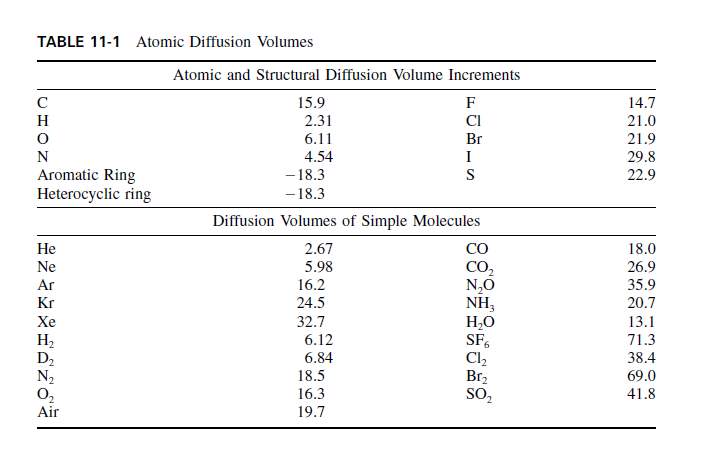 TABLE 11-1 Atomic Diffusion Volumes
Atomic and Structural Diffusion Volume Increments
C 15.9 F 14.7
H 2.31 Cl 21.0
O 6.11 Br 21.9
N 4.54 I 29.8
Aromatic Ring −18.3 S 22.9
Heterocyclic ring −18.3
Diffusion Volumes of Simple Molecules
He 2.67 CO 18.0
Ne 5.98 CO₂ 26.9
Ar 16.2 N₂O 35.9
Kr 24.5 NH₃ 20.7
Xe 32.7 H₂O 13.1
H₂ 6.12 SF₆ 71.3
D₂ 6.84 Cl₂ 38.4
N₂ 18.5 Br₂ 69.0
O₂ 16.3 SO₂ 41.8
Air 19.7